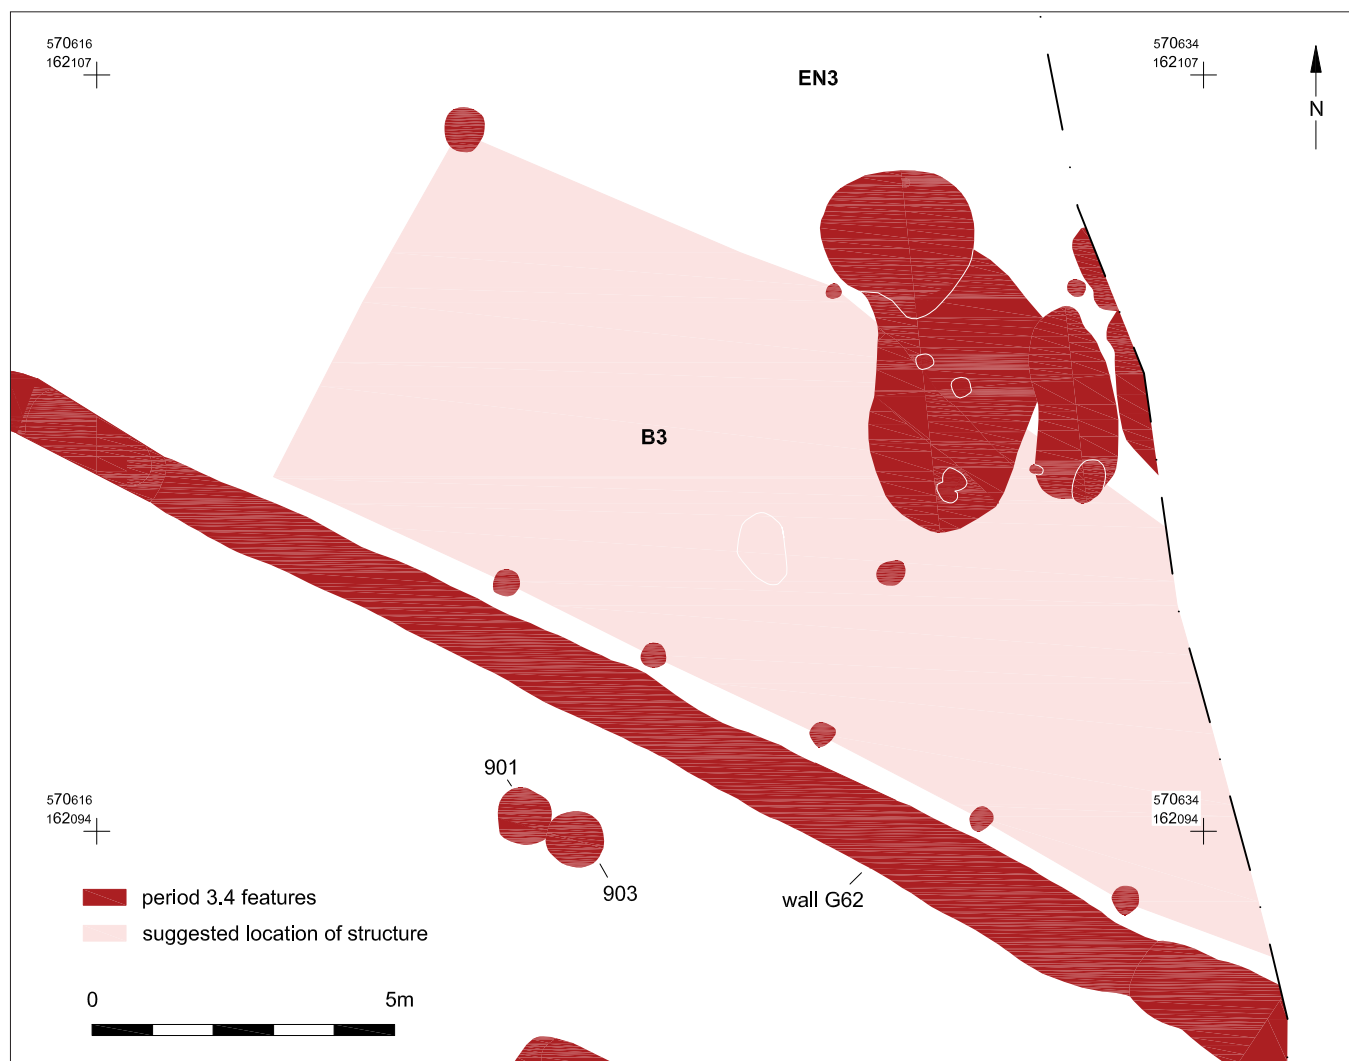 570616
162107
EN3
570634
162107
N
B3
901
903
570616
162094
570634
162094
wall G62
period 3.4 features
suggested location of structure
0 5m